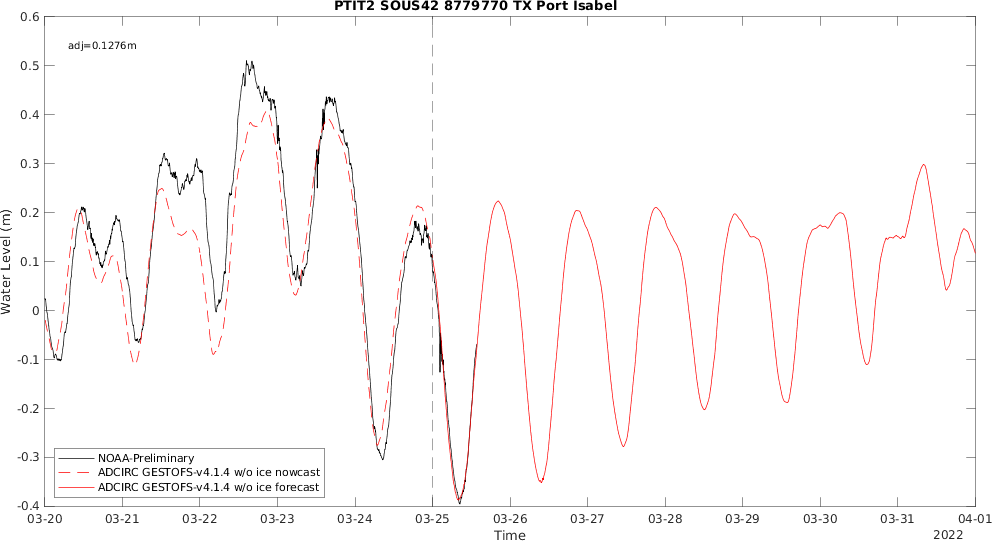 PTIT2 SOUS42 8779770 TX Port Isabel
adj=0.1276m
0.6
0.5
0.4
0.3
0.2
0.1
0
-0.1
-0.2
-0.3
-0.4
Water Level (m)
NOAA-Preliminary
ADCIRC GESTOFS-v4.1.4 w/o ice nowcast
ADCIRC GESTOFS-v4.1.4 w/o ice forecast
03-20 03-21 03-22 03-23 03-24 03-25 03-26 03-27 03-28 03-29 03-30 03-31 04-01
Time
2022